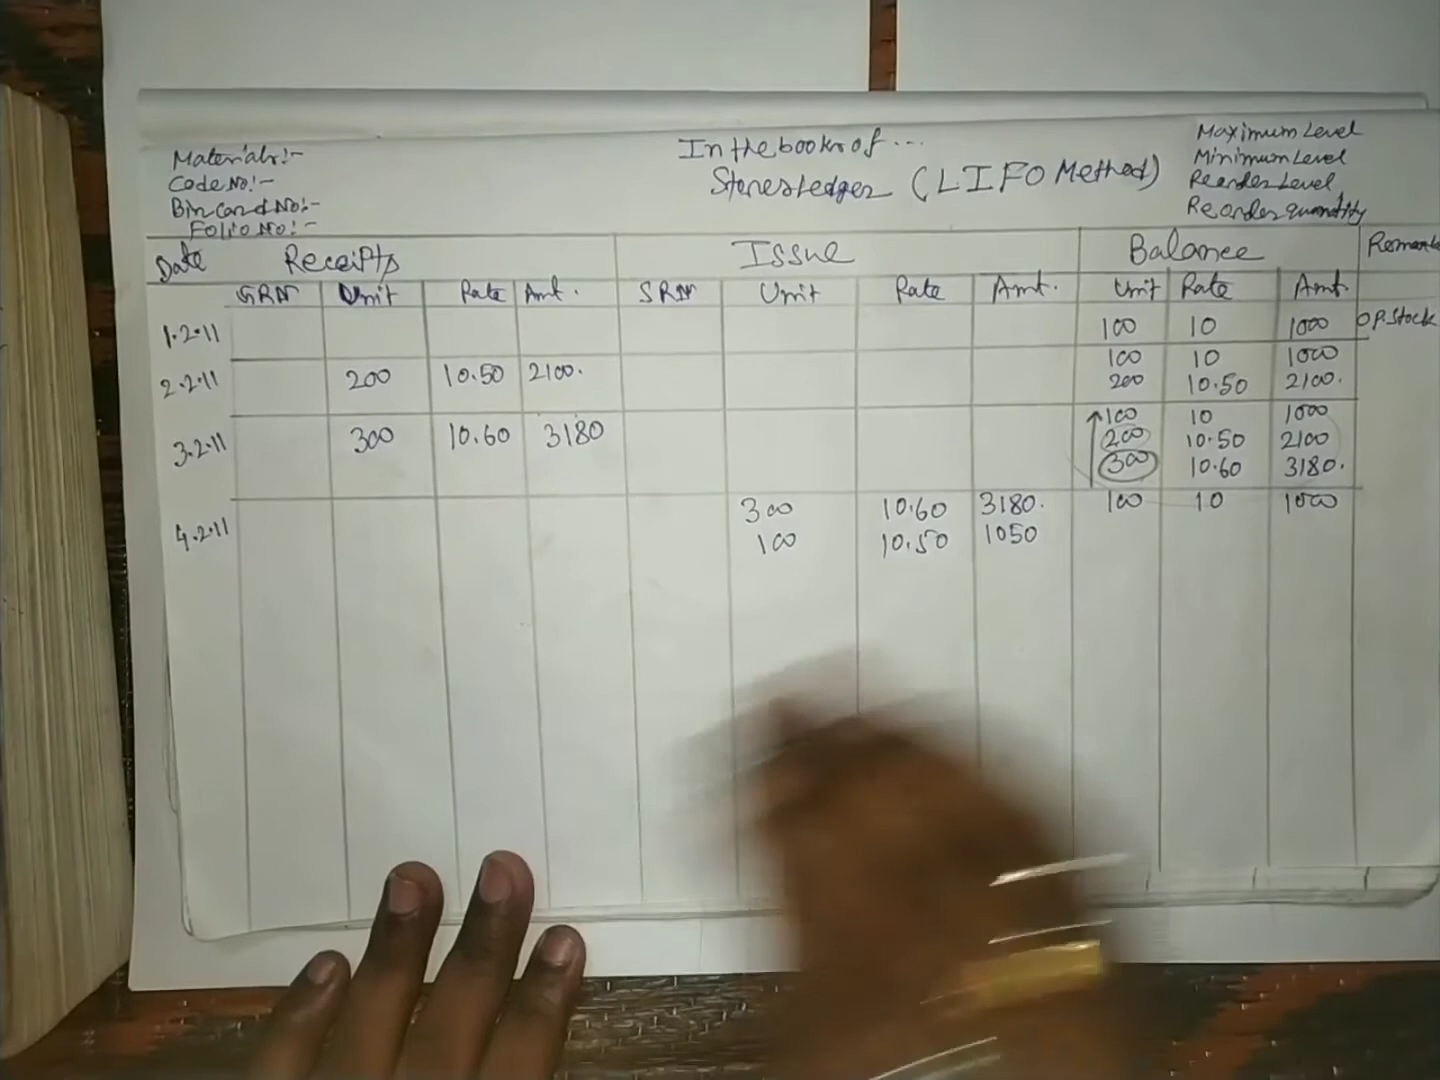 Materials:-
Code No:-
Bin Card No:-
Folio No:-
In the books of ...
Stores Ledger (LIFO Method)
Maximum Level
Minimum Level
Reorder Level
Reorder quantity
Date Receipts Issue Balance Remarks
GRN Unit Rate Amt. SRN Unit Rate Amt. Unit Rate Amt.
1.2.11 100 10 1000 OP.Stock
100 10 1000
2.2.11 200 10.50 2100. 200 10.50 2100.
100 10 1000
3.2.11 300 10.60 3180 200 10.50 2100
300 10.60 3180.
4.2.11 300 10.60 3180. 100 10 1000
100 10.50 1050